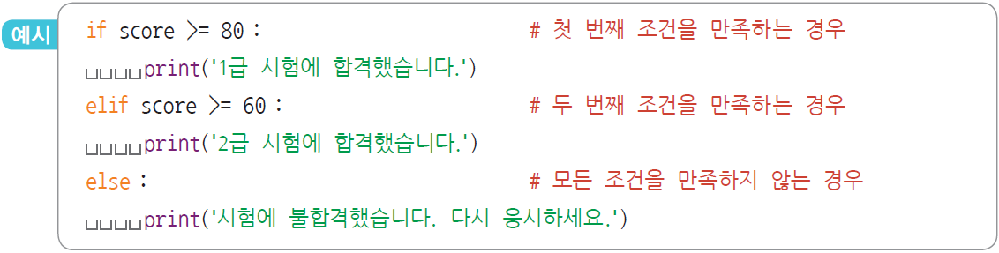 예시
if score >= 80 : # 첫 번째 조건을 만족하는 경우
␣␣␣␣print('1급 시험에 합격했습니다.')
elif score >= 60 : # 두 번째 조건을 만족하는 경우
␣␣␣␣print('2급 시험에 합격했습니다.')
else : # 모든 조건을 만족하지 않는 경우
␣␣␣␣print('시험에 불합격했습니다. 다시 응시하세요.')